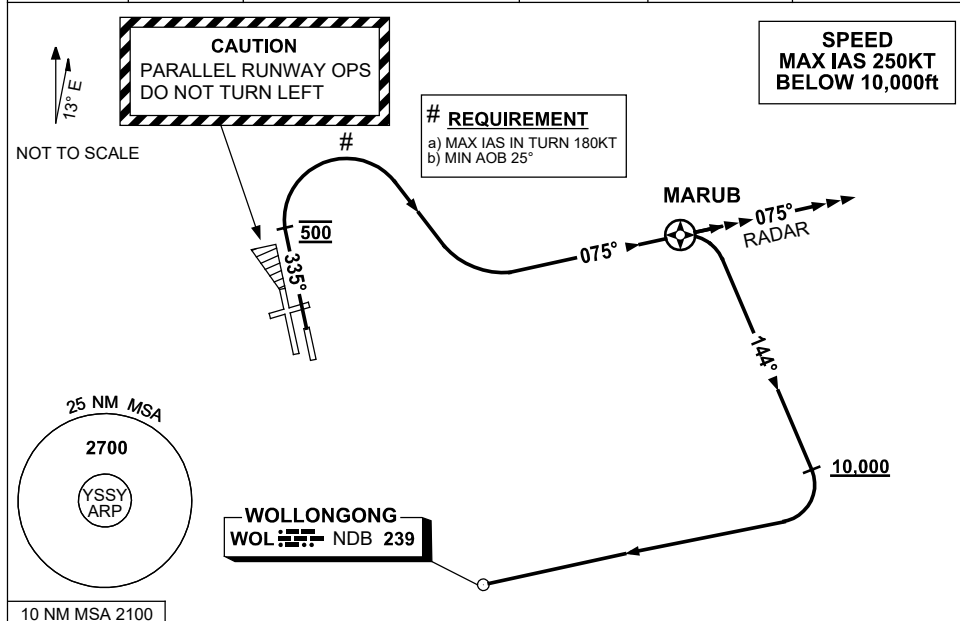 CAUTION
PARALLEL RUNWAY OPS
DO NOT TURN LEFT
SPEED
MAX IAS 250KT
BELOW 10,000ft
13° E
NOT TO SCALE
# REQUIREMENT
a) MAX IAS IN TURN 180KT
b) MIN AOB 25°
#
MARUB
500
335°
075°
075°
RADAR
144°
10,000
25 NM MSA
2700
YSSY
ARP
WOLLONGONG
WOL NDB 239
10 NM MSA 2100